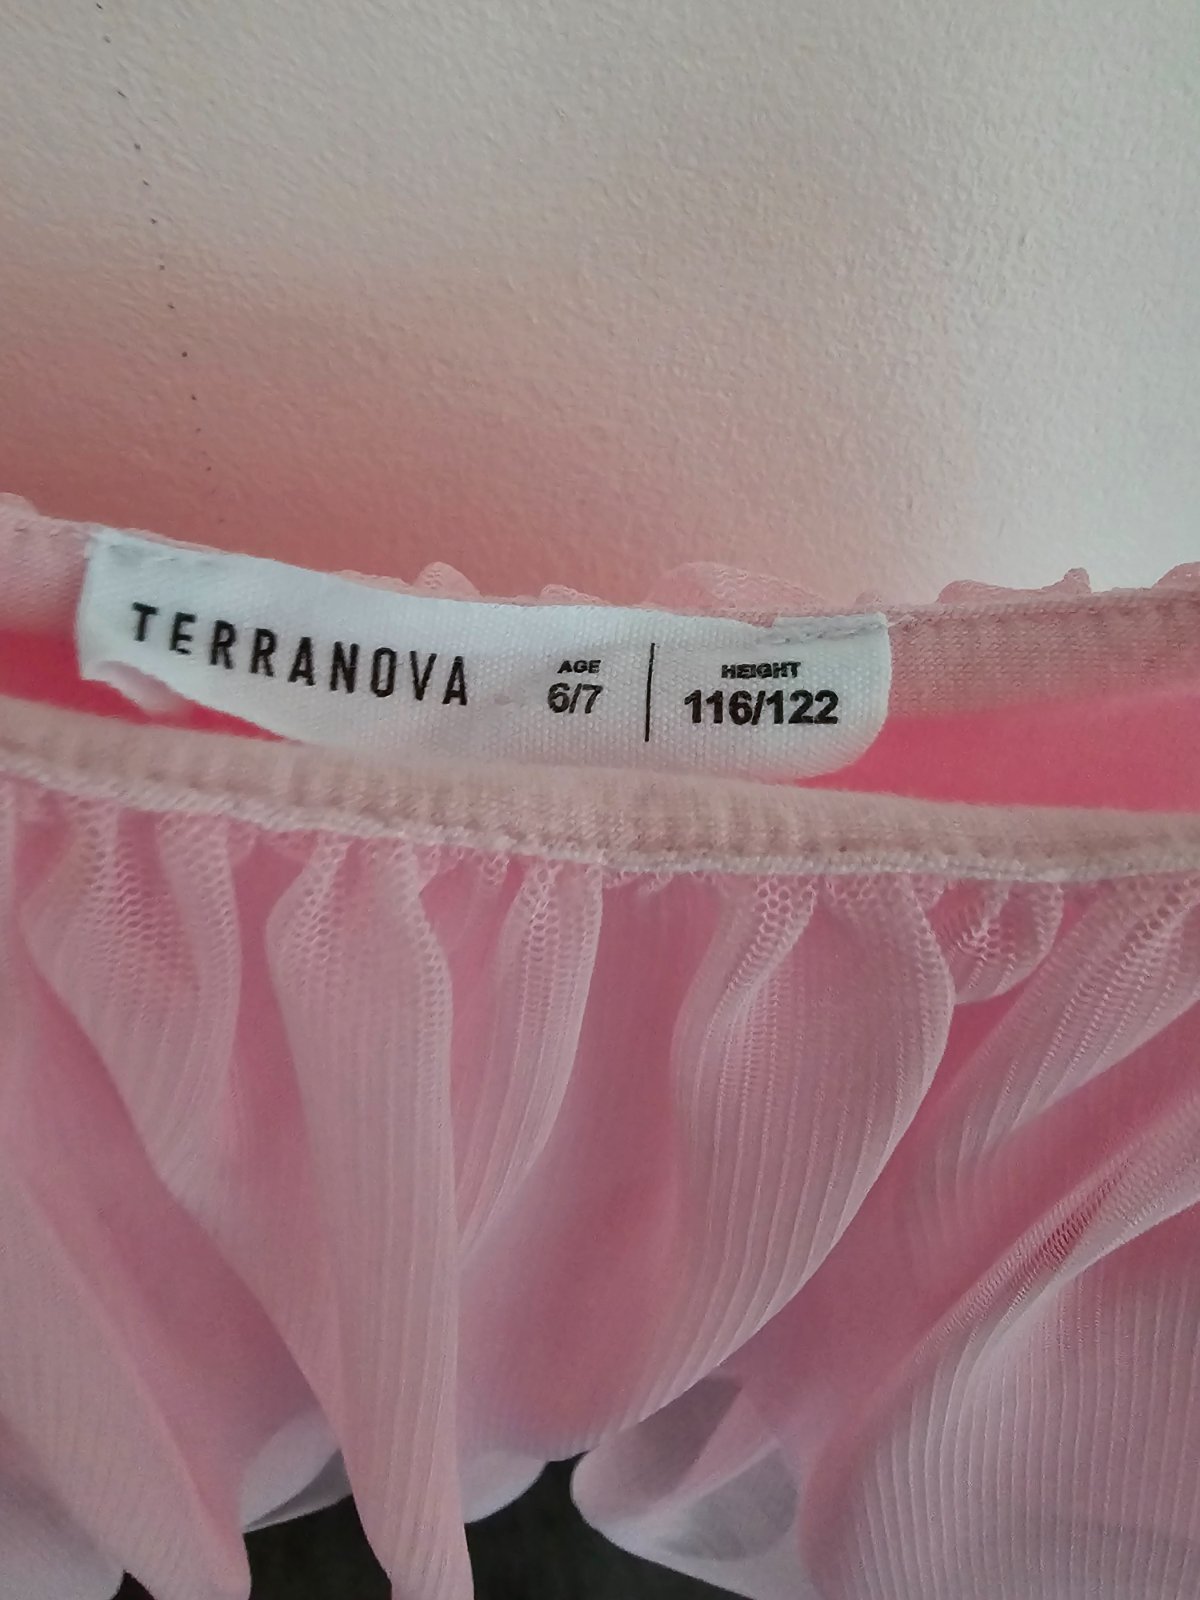 TERRANOVA
AGE
6/7
HEIGHT
116/122